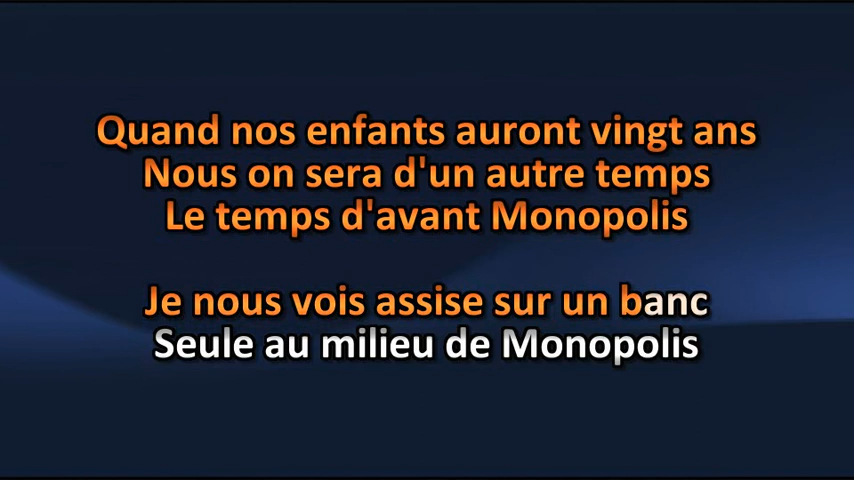 Quand nos enfants auront vingt ans
Nous on sera d'un autre temps
Le temps d'avant Monopolis
Je nous vois assise sur un banc
Seule au milieu de Monopolis